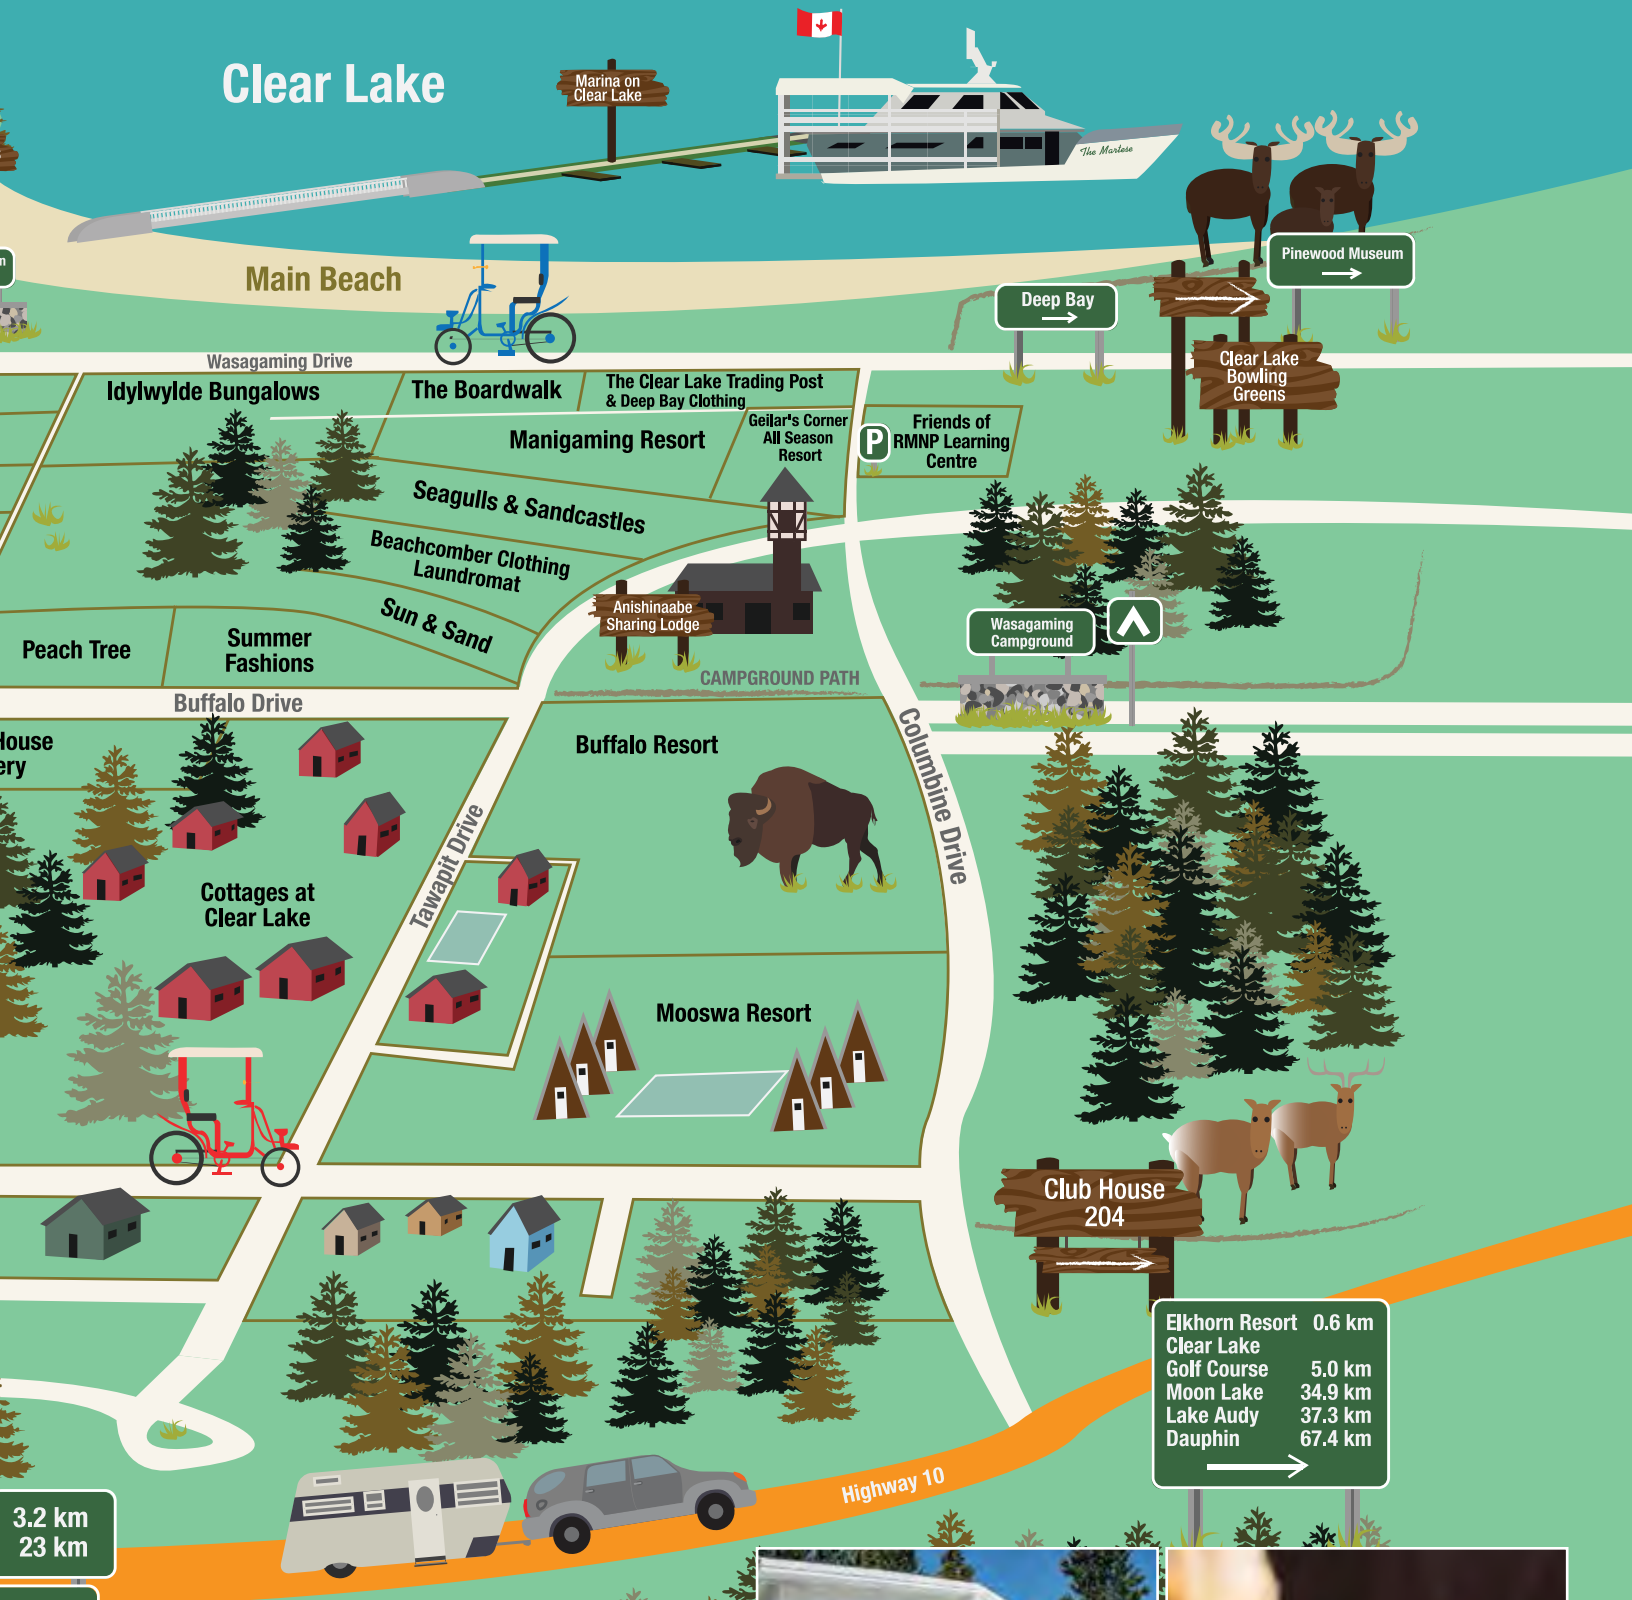 Clear Lake
Marina on
Clear Lake
The Martese
Pinewood Museum
Main Beach
Deep Bay
Wasagaming Drive
Clear Lake
Bowling
Greens
Idylwylde Bungalows
The Boardwalk
The Clear Lake Trading Post
& Deep Bay Clothing
Geilar's Corner
All Season
Resort
Manigaming Resort
P
Friends of
RMNP Learning
Centre
Seagulls & Sandcastles
Beachcomber Clothing
Laundromat
Sun & Sand
Anishinaabe
Sharing Lodge
Wasagaming
Campground
Peach Tree
Summer
Fashions
CAMPGROUND PATH
Buffalo Drive
House
Buffalo Resort
Columbine Drive
Tawapit Drive
Cottages at
Clear Lake
Mooswa Resort
Club House
204
Elkhorn Resort 0.6 km
Clear Lake
Golf Course 5.0 km
Moon Lake 34.9 km
Lake Audy 37.3 km
Dauphin 67.4 km
Highway 10
3.2 km
23 km